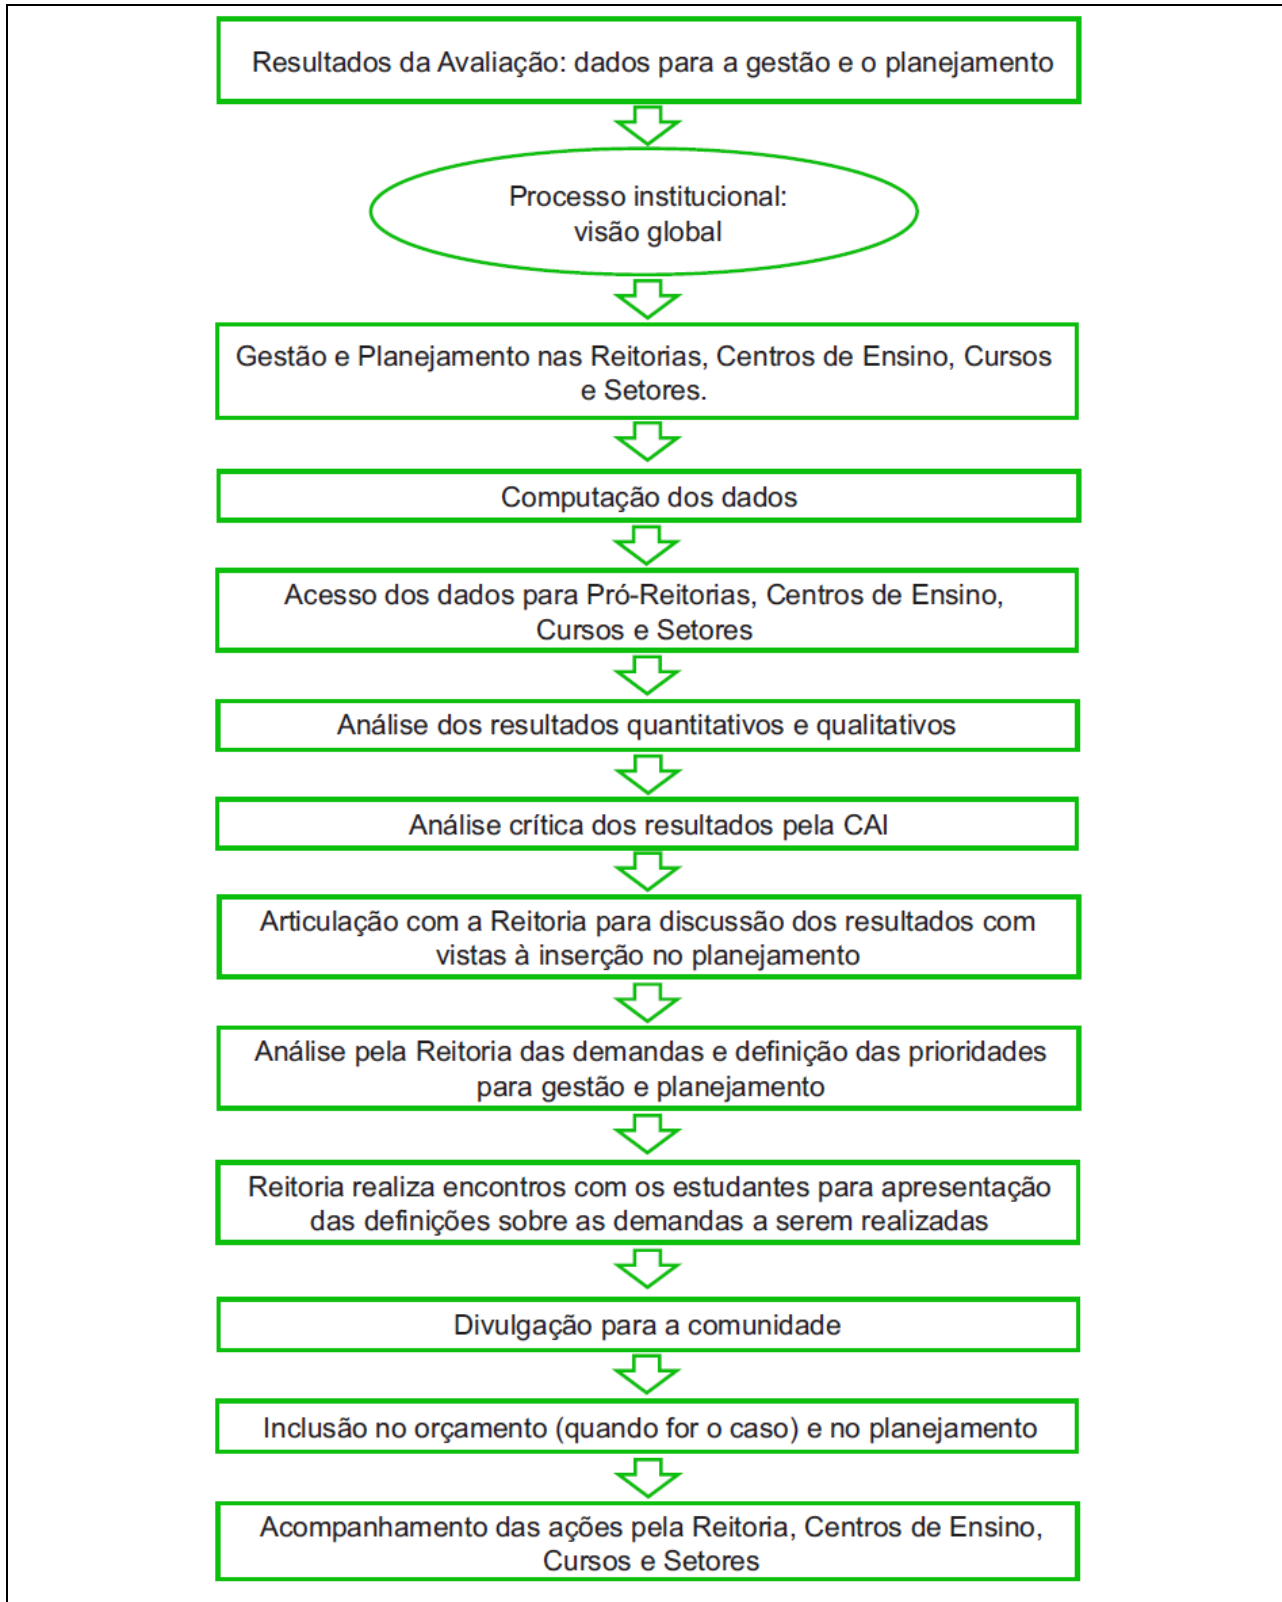 Resultados da Avaliação: dados para a gestão e o planejamento
Processo institucional:
visão global
Gestão e Planejamento nas Reitorias, Centros de Ensino, Cursos
e Setores.
Computação dos dados
Acesso dos dados para Pró-Reitorias, Centros de Ensino,
Cursos e Setores
Análise dos resultados quantitativos e qualitativos
Análise crítica dos resultados pela CAI
Articulação com a Reitoria para discussão dos resultados com
vistas à inserção no planejamento
Análise pela Reitoria das demandas e definição das prioridades
para gestão e planejamento
Reitoria realiza encontros com os estudantes para apresentação
das definições sobre as demandas a serem realizadas
Divulgação para a comunidade
Inclusão no orçamento (quando for o caso) e no planejamento
Acompanhamento das ações pela Reitoria, Centros de Ensino,
Cursos e Setores